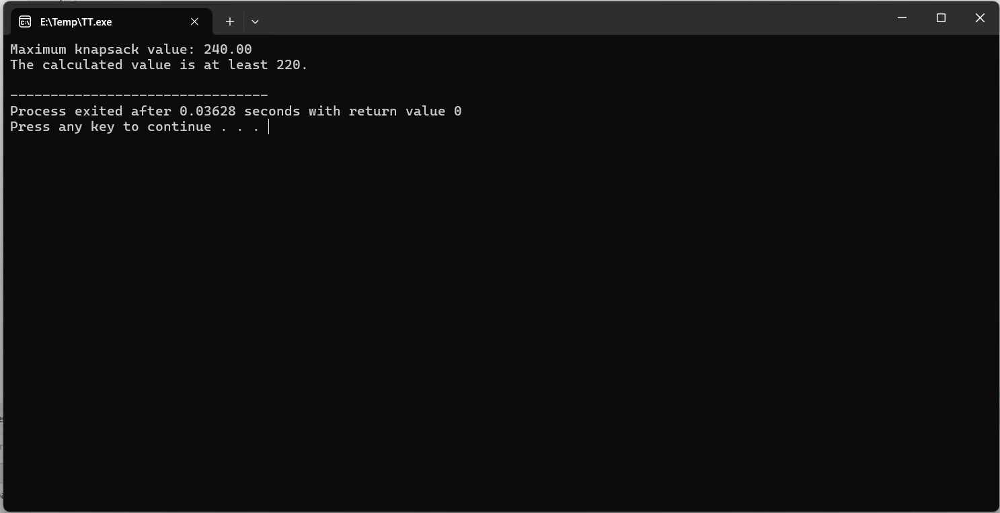 E:\Temp\TT.exe
Maximum knapsack value: 240.00
The calculated value is at least 220.
--------------------------------
Process exited after 0.03628 seconds with return value 0
Press any key to continue . . .